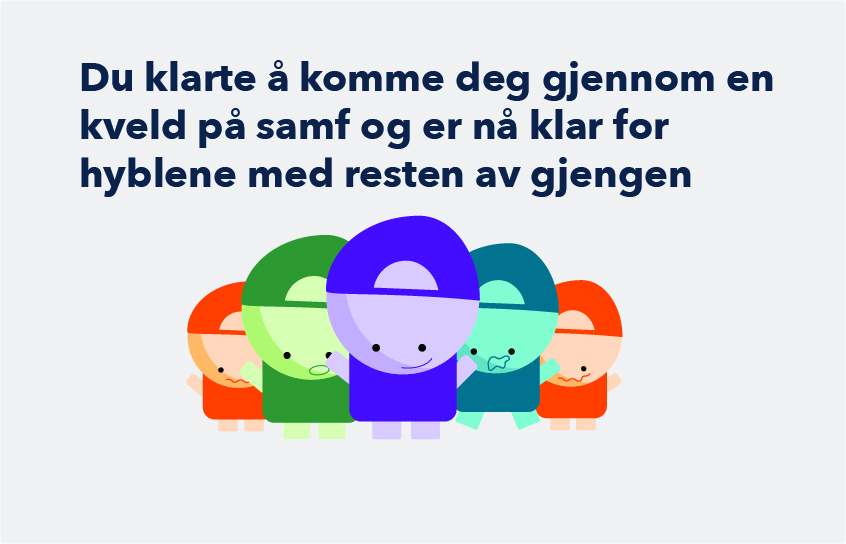 Du klarte å komme deg gjennom en
kveld på samf og er nå klar for
hyblene med resten av gjengen